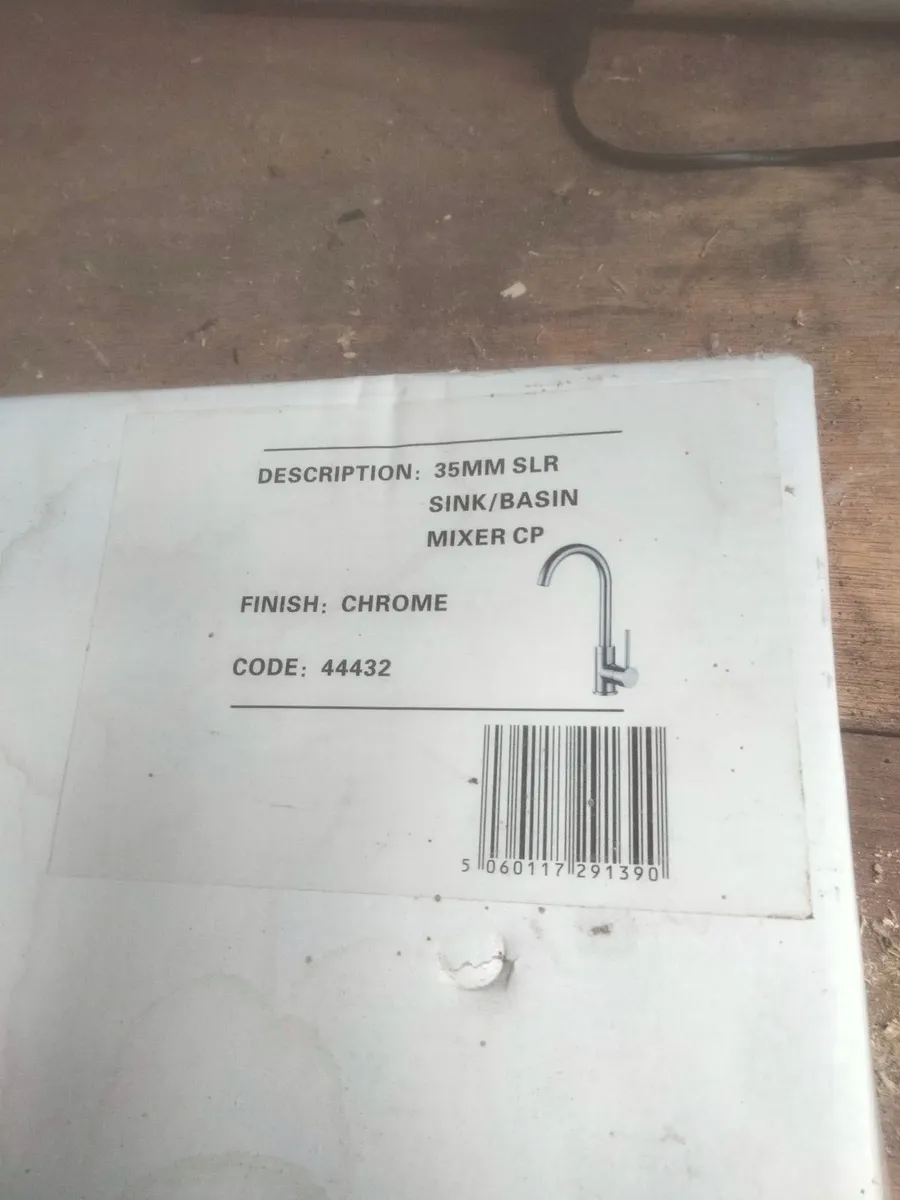 DESCRIPTION: 35MM SLR
SINK/BASIN
MIXER CP
FINISH: CHROME
CODE: 44432
5 060117 291390